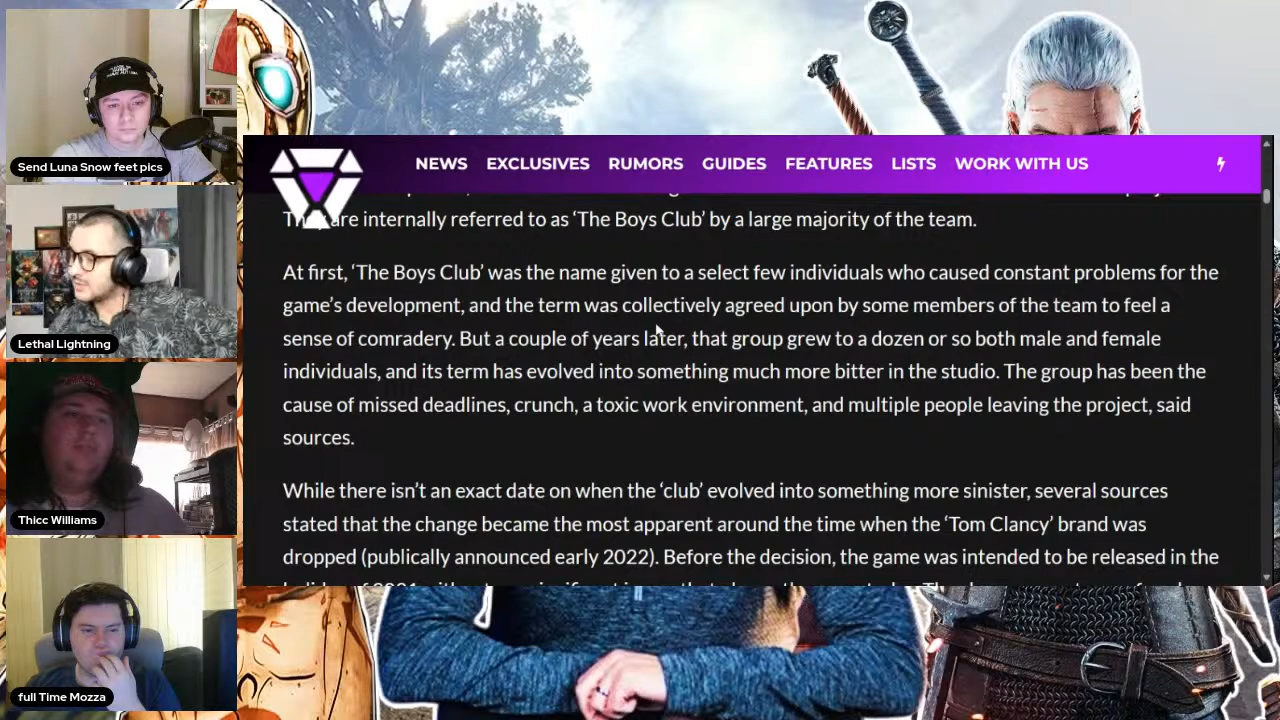 NEWS EXCLUSIVES RUMORS GUIDES FEATURES LISTS WORK WITH US
are internally referred to as ‘The Boys Club’ by a large majority of the team.
At first, ‘The Boys Club’ was the name given to a select few individuals who caused constant problems for the
game’s development, and the term was collectively agreed upon by some members of the team to feel a
sense of comradery. But a couple of years later, that group grew to a dozen or so both male and female
individuals, and its term has evolved into something much more bitter in the studio. The group has been the
cause of missed deadlines, crunch, a toxic work environment, and multiple people leaving the project, said
sources.
While there isn’t an exact date on when the ‘club’ evolved into something more sinister, several sources
stated that the change became the most apparent around the time when the ‘Tom Clancy’ brand was
dropped (publically announced early 2022). Before the decision, the game was intended to be released in the
Send Luna Snow feet pics
Lethal Lightning
Thicc Williams
full Time Mozza